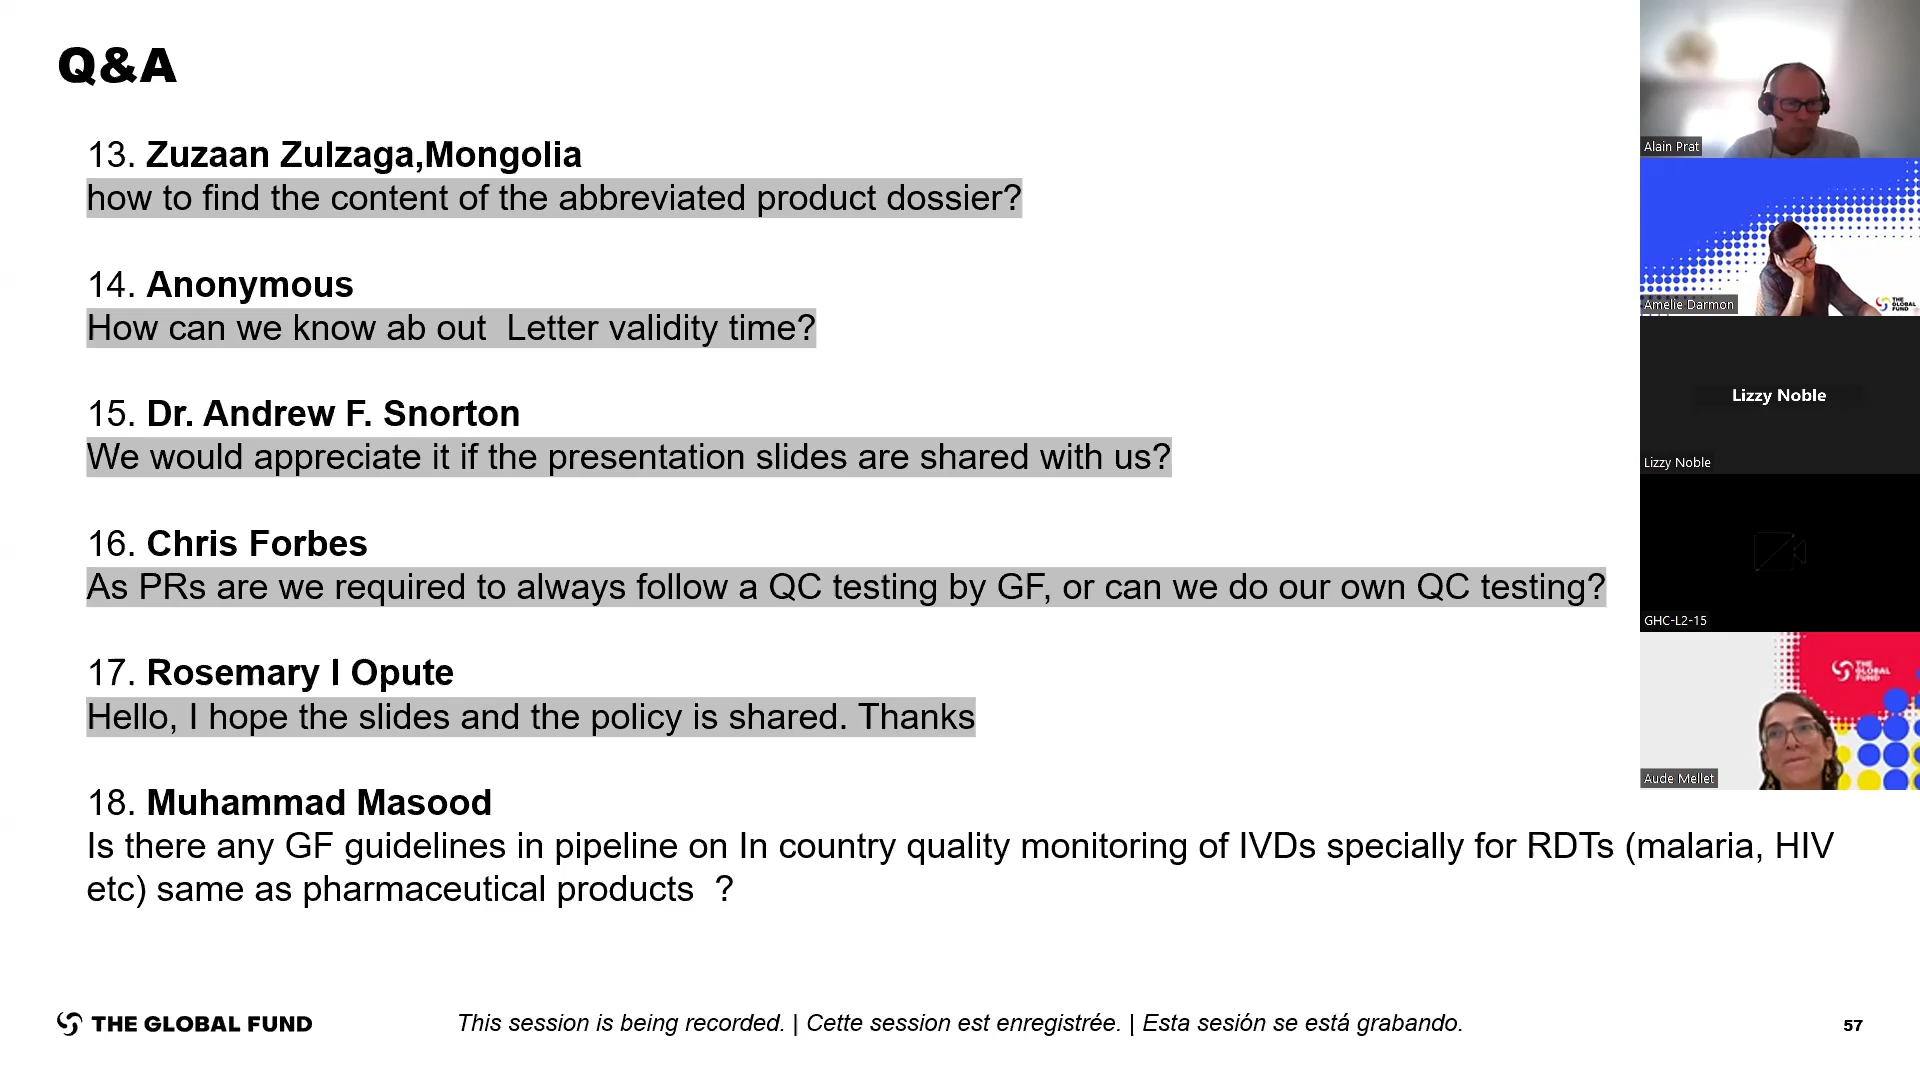 Q&A
13. Zuzaan Zulzaga,Mongolia
how to find the content of the abbreviated product dossier?
14. Anonymous
How can we know ab out  Letter validity time?
15. Dr. Andrew F. Snorton
We would appreciate it if the presentation slides are shared with us?
16. Chris Forbes
As PRs are we required to always follow a QC testing by GF, or can we do our own QC testing?
17. Rosemary I Opute
Hello, I hope the slides and the policy is shared. Thanks
18. Muhammad Masood
Is there any GF guidelines in pipeline on In country quality monitoring of IVDs specially for RDTs (malaria, HIV
etc) same as pharmaceutical products  ?
THE GLOBAL FUND
This session is being recorded. | Cette session est enregistrée. | Esta sesión se está grabando.
57
Alain Prat
THE
GLOBAL
FUND
Amélie Darmon
Lizzy Noble
Lizzy Noble
GHC-L2-15
THE
GLOBAL
FUND
Aude Mellet